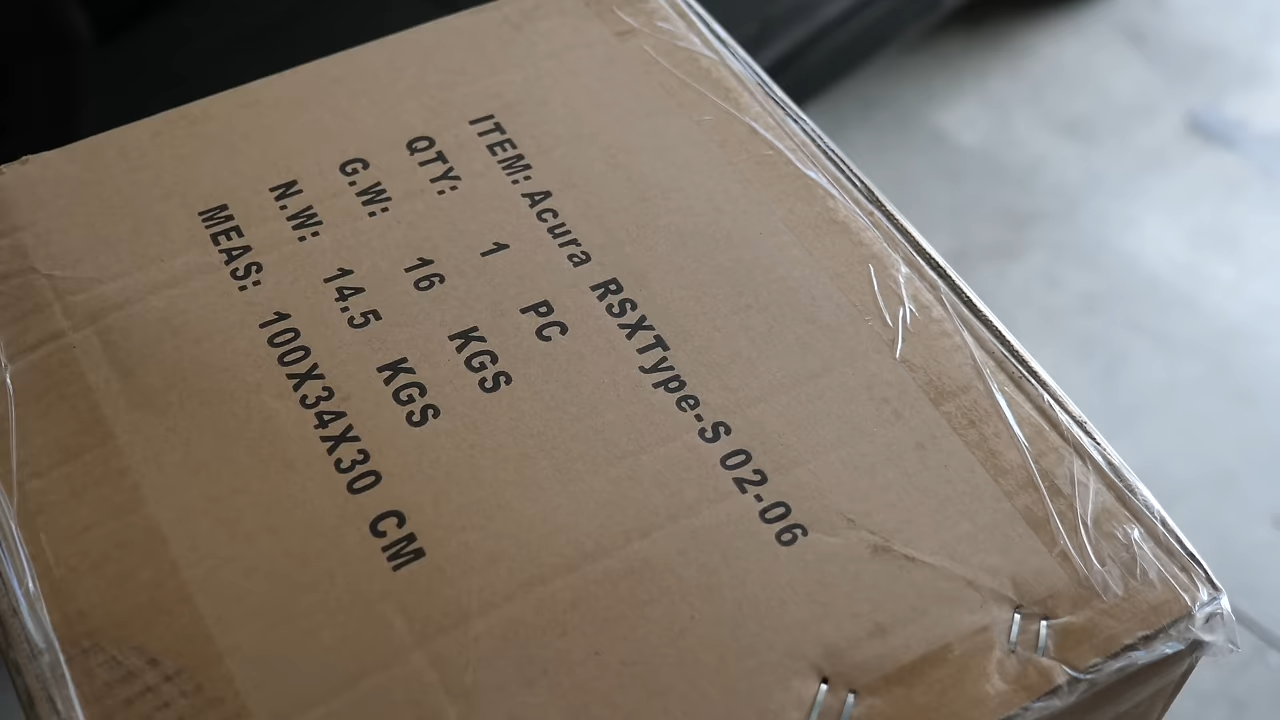 ITEM: Acura RSXType-S 02-06
QTY: 1 PC
G.W: 16 KGS
N.W: 14.5 KGS
MEAS: 100X34X30 CM